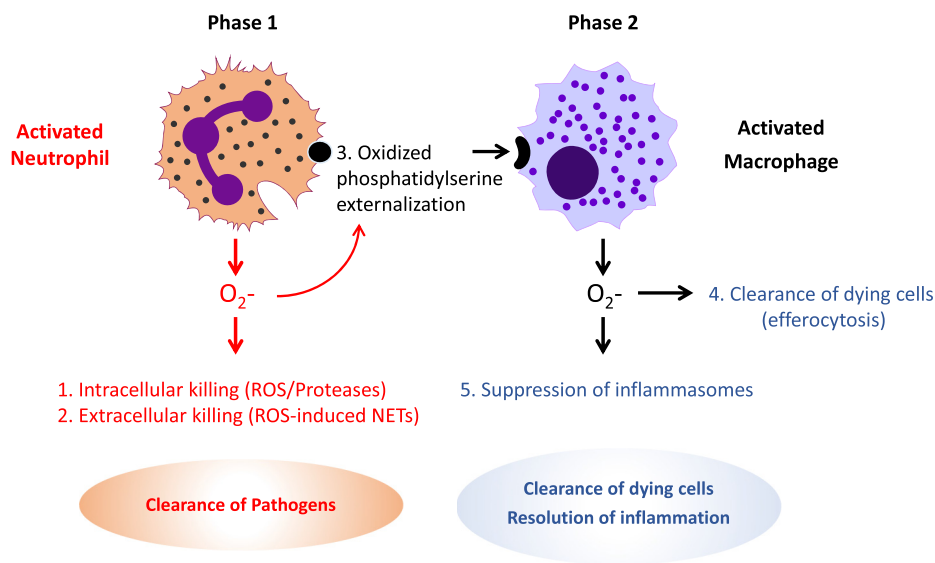 Phase 1
Phase 2
Activated
Neutrophil
3. Oxidized
phosphatidylserine
externalization
Activated
Macrophage
O2-
O2-
4. Clearance of dying cells
(efferocytosis)
1. Intracellular killing (ROS/Proteases)
2. Extracellular killing (ROS-induced NETs)
5. Suppression of inflammasomes
Clearance of Pathogens
Clearance of dying cells
Resolution of inflammation